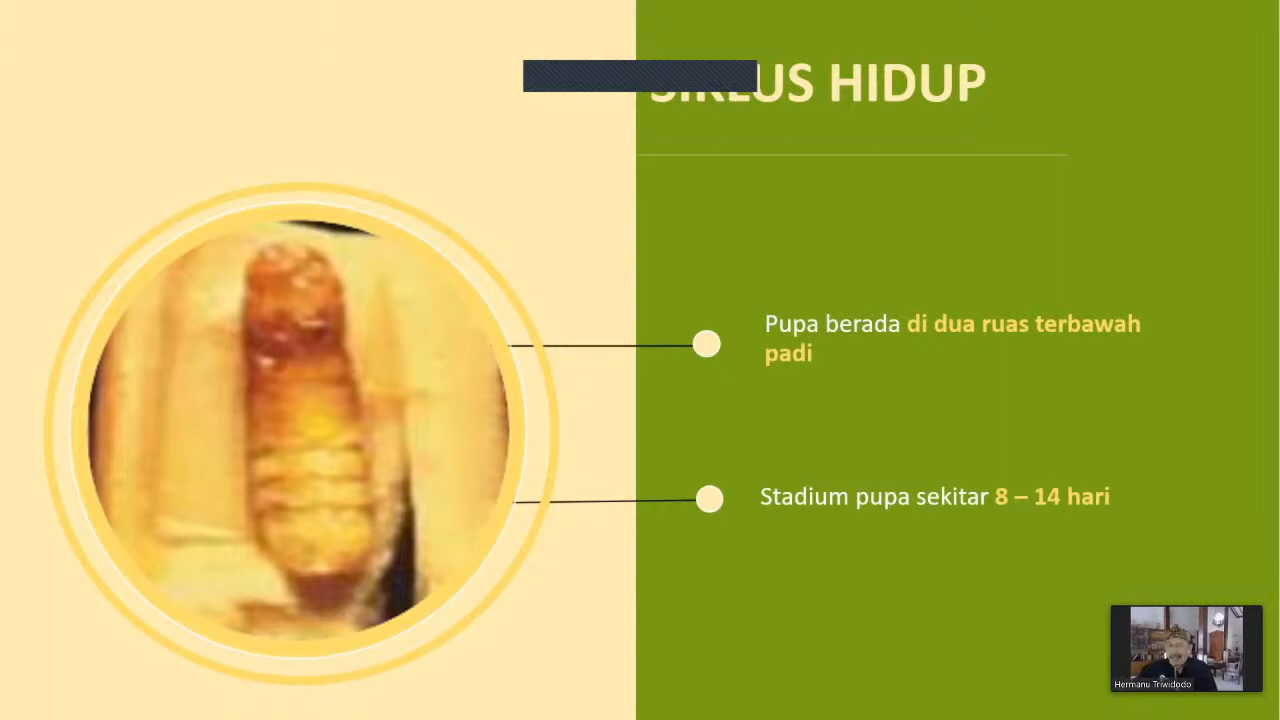 SIKLUS HIDUP
Pupa berada di dua ruas terbawah
padi
Stadium pupa sekitar 8 – 14 hari
Hermanu Triwidodo